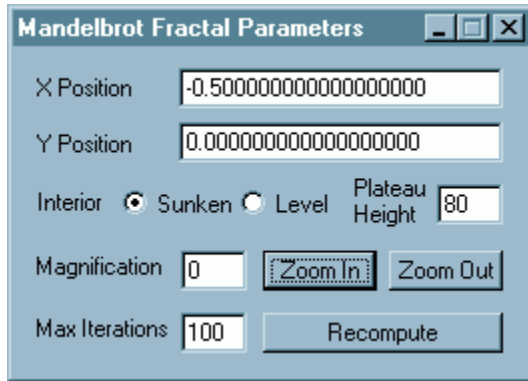 Mandelbrot Fractal Parameters
X Position -0.500000000000000000
Y Position 0.000000000000000000
Interior Sunken Level Plateau Height 80
Magnification 0 Zoom In Zoom Out
Max Iterations 100 Recompute